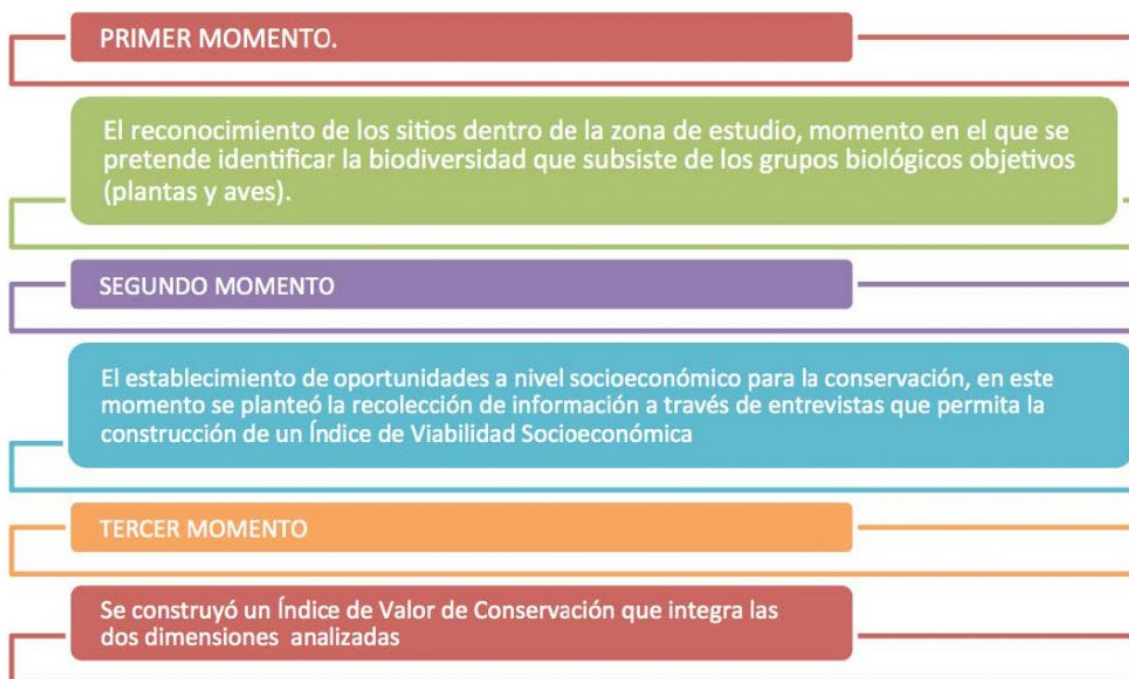 PRIMER MOMENTO.
El reconocimiento de los sitios dentro de la zona de estudio, momento en el que se
pretende identificar la biodiversidad que subsiste de los grupos biológicos objetivos
(plantas y aves).
SEGUNDO MOMENTO
El establecimiento de oportunidades a nivel socioeconómico para la conservación, en este
momento se planteó la recolección de información a través de entrevistas que permita la
construcción de un Índice de Viabilidad Socioeconómica
TERCER MOMENTO
Se construyó un Índice de Valor de Conservación que integra las
dos dimensiones analizadas